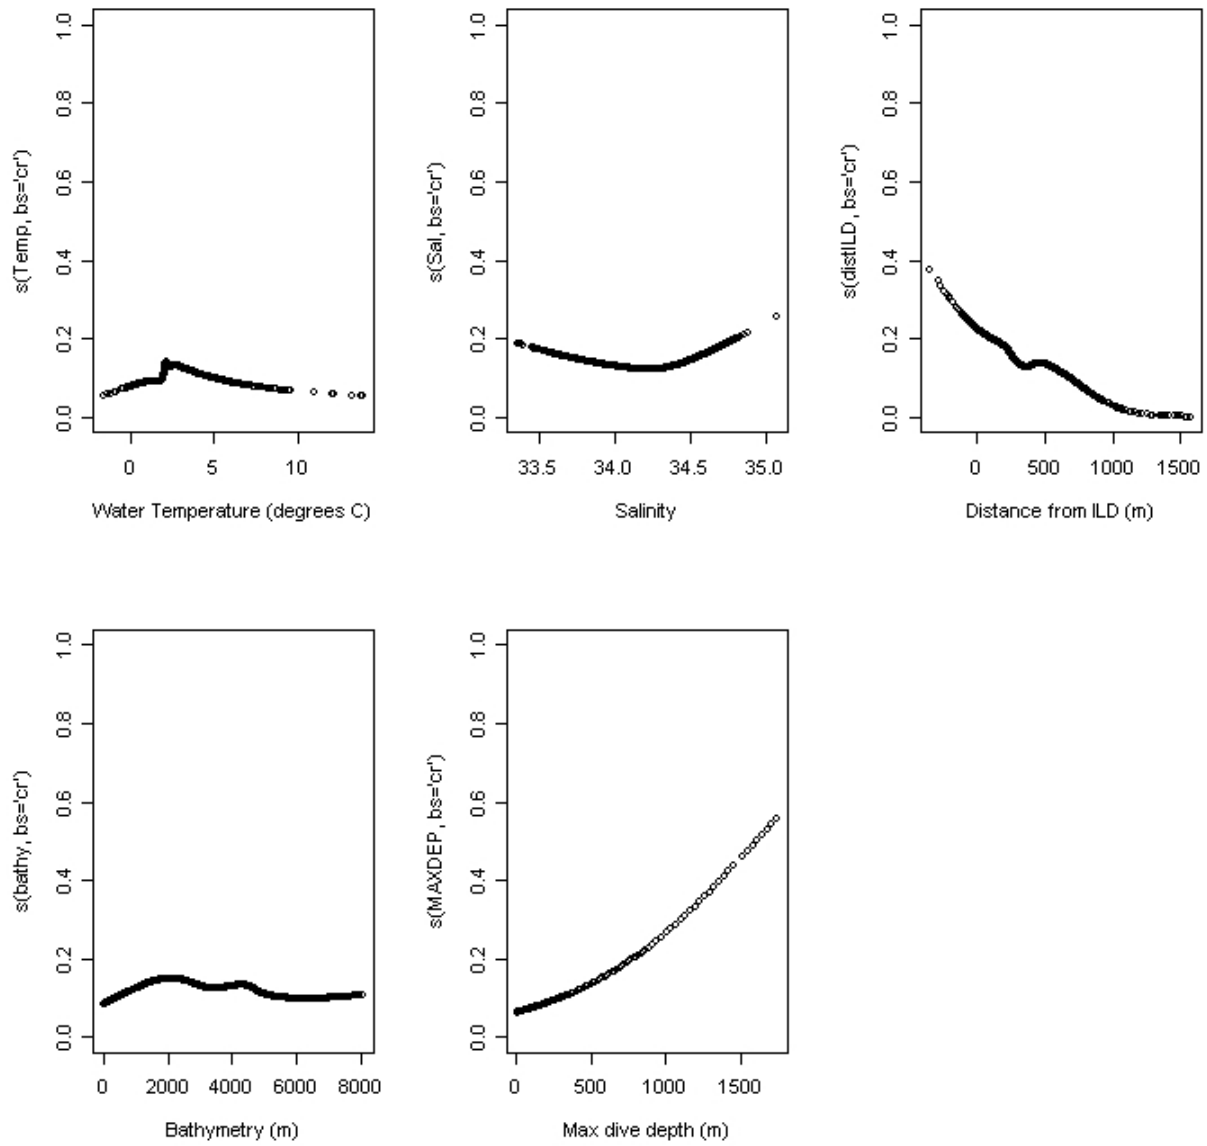 s(Temp, bs='cr')
0.0 0.2 0.4 0.6 0.8 1.0
0 5 10
Water Temperature (degrees C)
s(Sal, bs='cr')
0.0 0.2 0.4 0.6 0.8 1.0
33.5 34.0 34.5 35.0
Salinity
s(distILD, bs='cr')
0.0 0.2 0.4 0.6 0.8 1.0
0 500 1000 1500
Distance from ILD (m)
s(bathy, bs='cr')
0.0 0.2 0.4 0.6 0.8 1.0
0 2000 4000 6000 8000
Bathymetry (m)
s(MAXDEP, bs='cr')
0.0 0.2 0.4 0.6 0.8 1.0
0 500 1000 1500
Max dive depth (m)